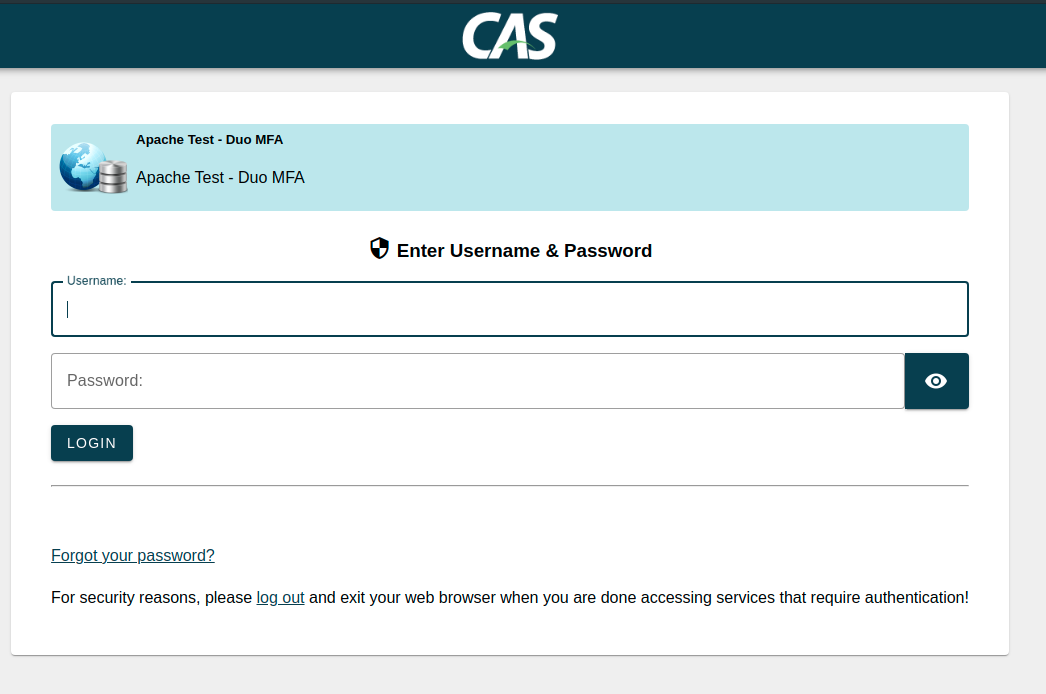 CAS
Apache Test - Duo MFA
Apache Test - Duo MFA
Enter Username & Password
Username:
Password:
LOGIN
Forgot your password?
For security reasons, please log out and exit your web browser when you are done accessing services that require authentication!